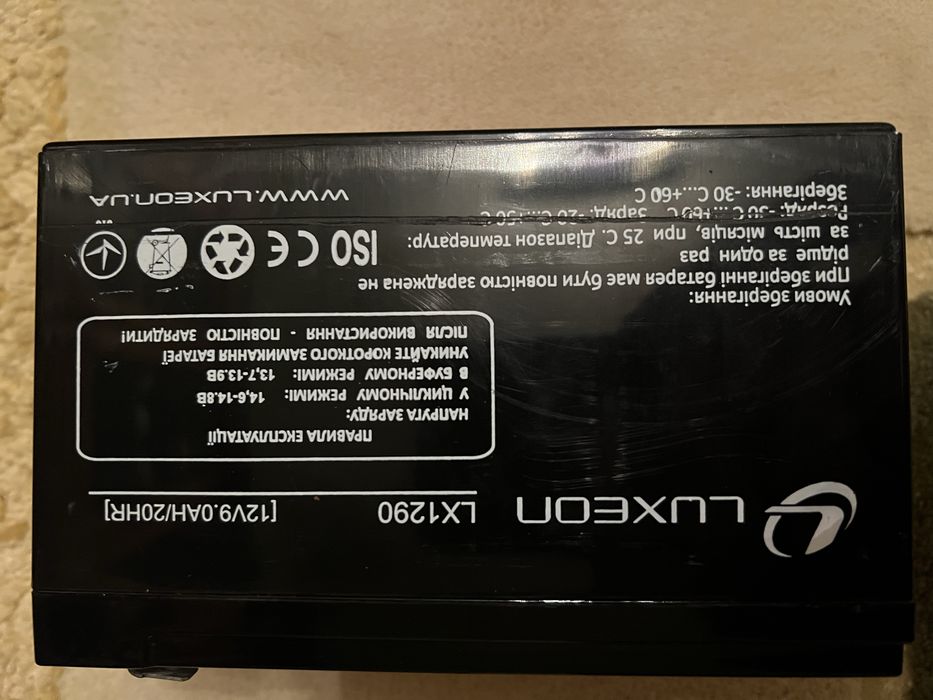 LUXEON
LX1290 [12V9.0AH/20HR]
ПРАВИЛА ЕКСПЛУАТАЦІЇ
НАПРУГА ЗАРЯДУ:
У ЦИКЛІЧНОМУ РЕЖИМІ: 14,6-14.8В
В БУФЕРНОМУ РЕЖИМІ: 13,7-13.9В
УНИКАЙТЕ КОРОТКОГО ЗАМИКАННЯ БАТАРЕЇ
ПІСЛЯ ВИКОРИСТАННЯ - ПОВНІСТЮ ЗАРЯДИТИ!
Умови зберігання:
При зберіганні батарея має бути повністю заряджена не
рідше за один раз
за шість місяців, при 25 С. Діапазон температур:
Розряд: -30 С...+60 С Заряд: -20 С...+50 С
Зберігання: -30 С...+60 С
ISO CE
WWW.LUXEON.UA